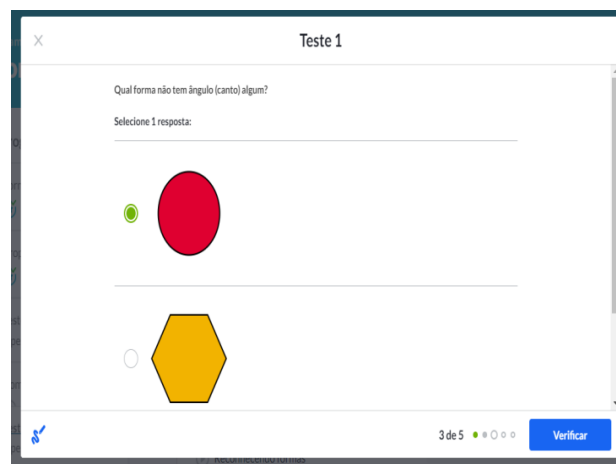 Teste 1
Qual forma não tem ângulo (canto) algum?
Selecione 1 resposta:
3 de 5
Verificar
Reconhecendo formas